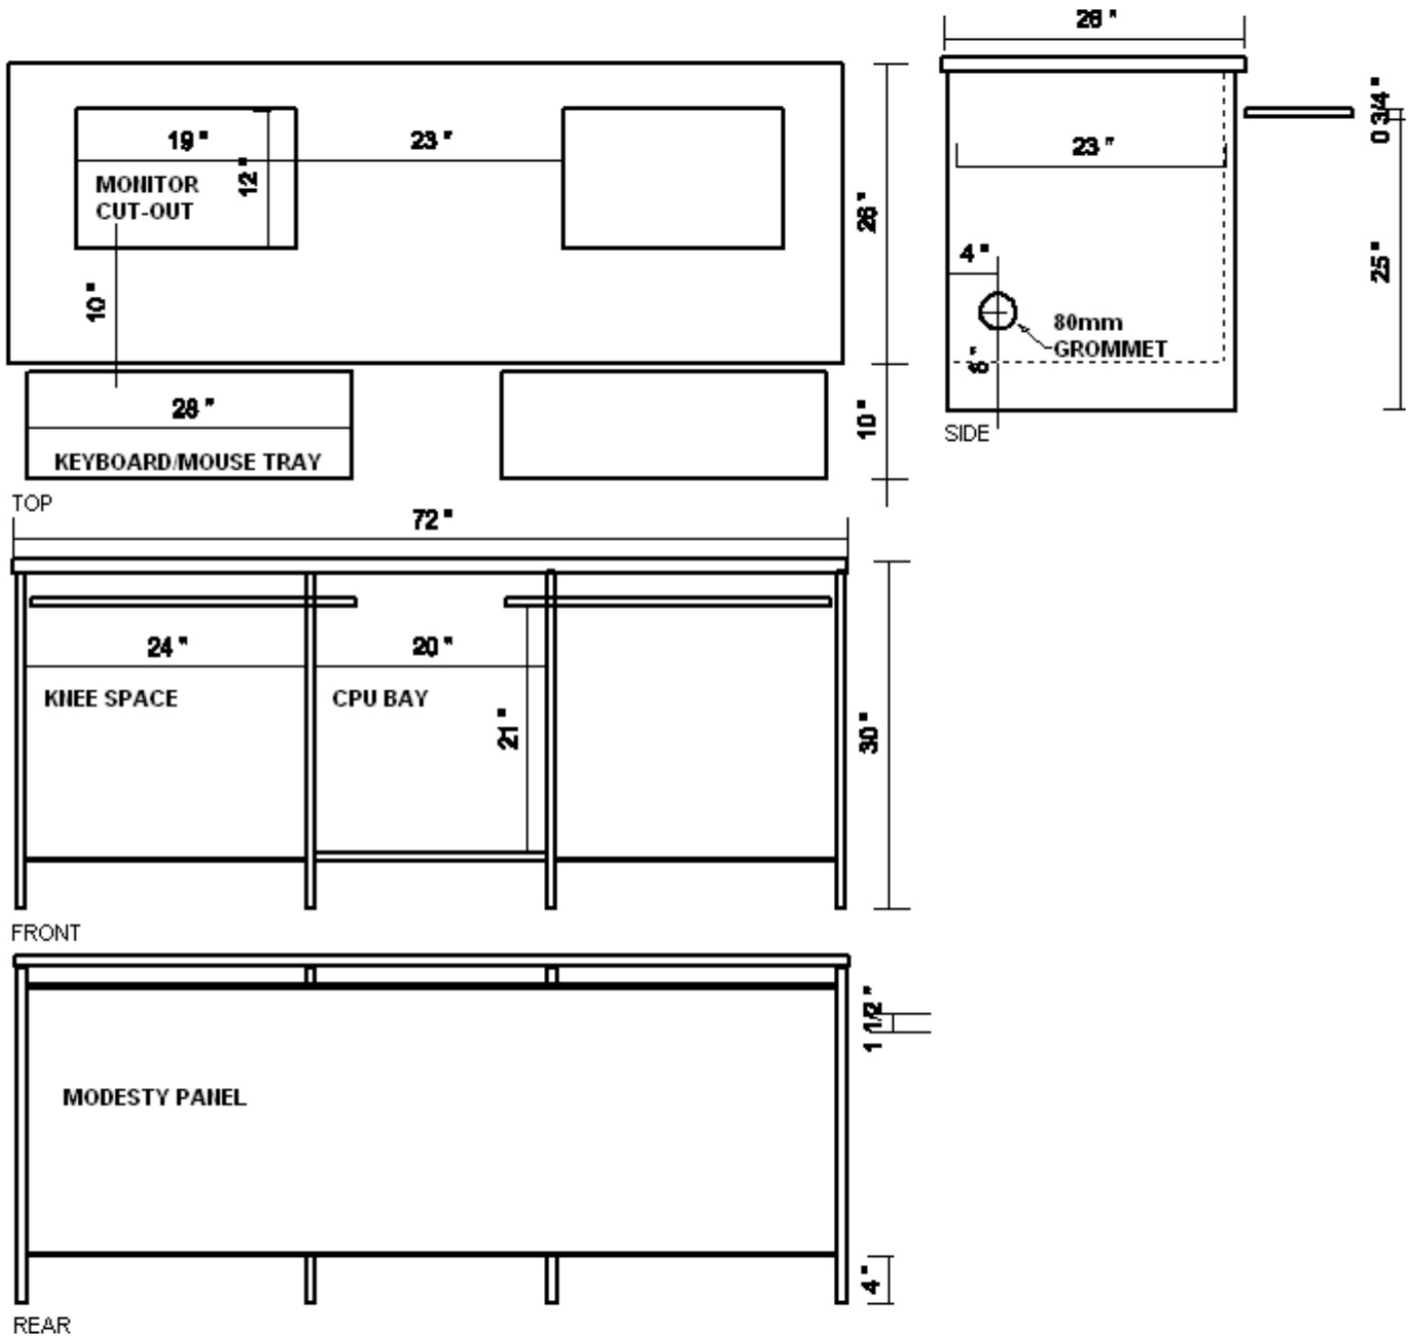 26 "
19 "
23 "
12 "
MONITOR
CUT-OUT
10 "
26 "
0 3/4 "
23 "
25 "
4 "
80mm
GROMMET
6 "
28 "
10 "
KEYBOARD/MOUSE TRAY
SIDE
TOP
72 "
24 "
20 "
KNEE SPACE
CPU BAY
21 "
30 "
FRONT
1 1/2 "
MODESTY PANEL
4 "
REAR